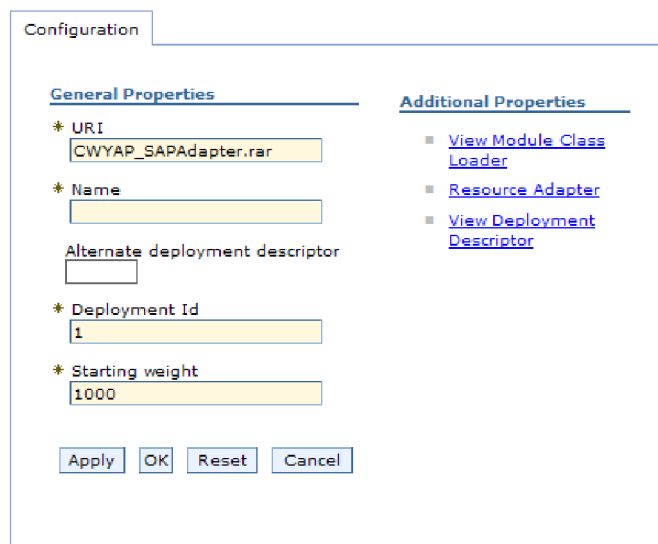 Configuration
General Properties
* URI
CWYAP_SAPAdapter.rar
* Name
Alternate deployment descriptor
* Deployment Id
1
* Starting weight
1000
Apply
OK
Reset
Cancel
Additional Properties
View Module Class
Loader
Resource Adapter
View Deployment
Descriptor